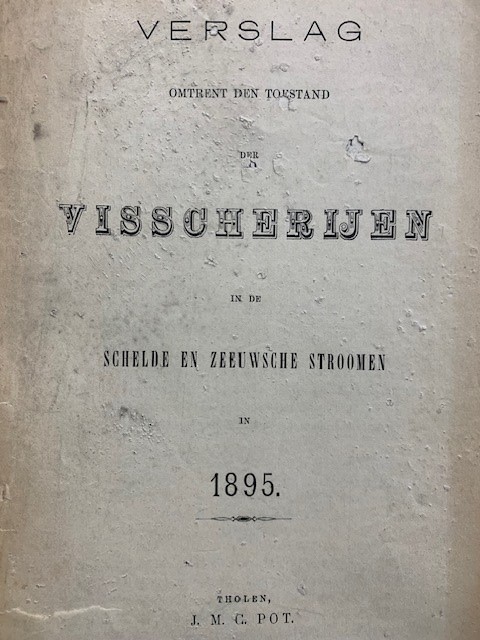 VERSLAG
OMTRENT DEN TOESTAND
DER
VISSCHERIJEN
IN DE
SCHELDE EN ZEEUWSCHE STROOMEN
IN
1895.
THOLEN,
J. M. C. POT.